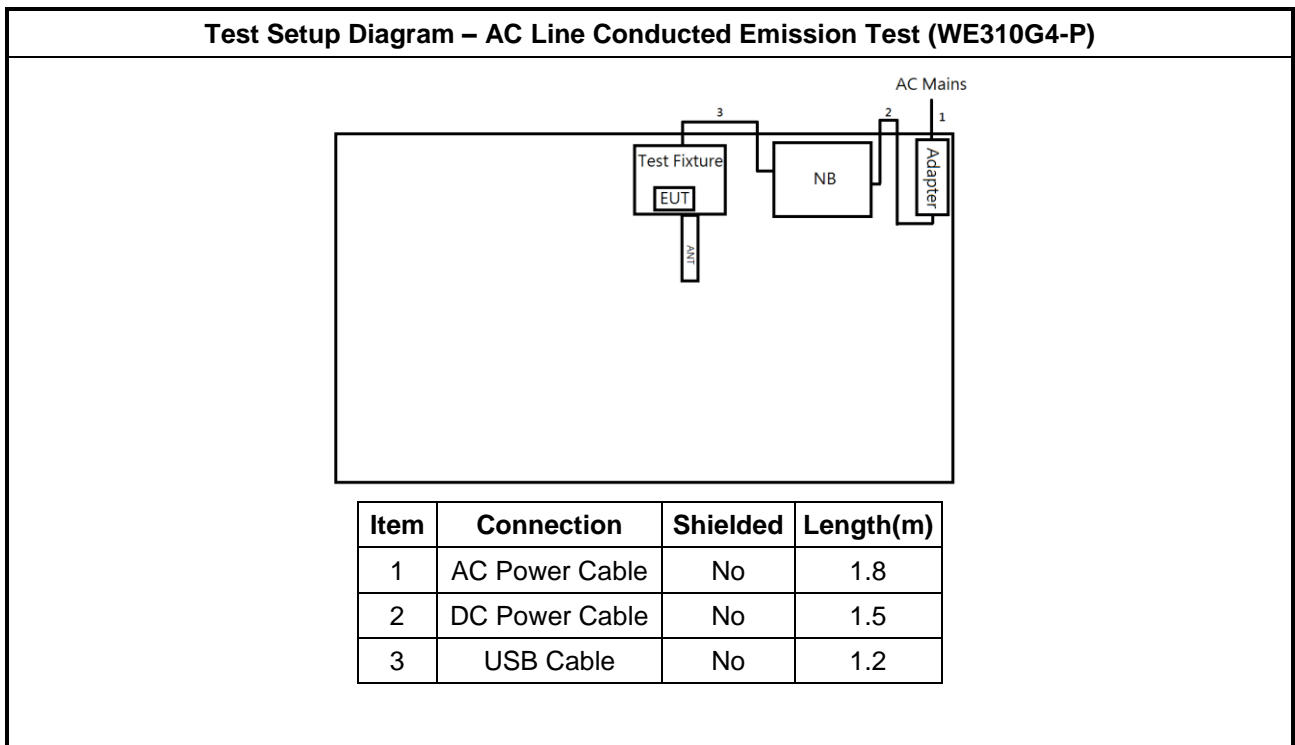 Test Setup Diagram – AC Line Conducted Emission Test (WE310G4-P)
AC Mains
3
2
1
Test Fixture
NB
Adapter
EUT
ANT
Item Connection Shielded Length(m)
1 AC Power Cable No 1.8
2 DC Power Cable No 1.5
3 USB Cable No 1.2